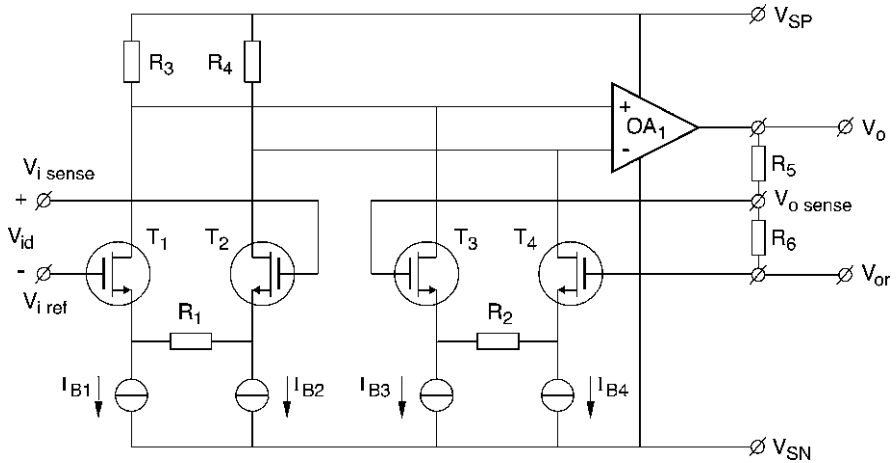 V_SP
R_3
R_4
+
OA_1
-
V_o
R_5
V_i sense
+
V_o sense
V_id
T_1
T_2
T_3
T_4
R_6
-
V_i ref
V_or
R_1
R_2
I_B1
I_B2
I_B3
I_B4
V_SN